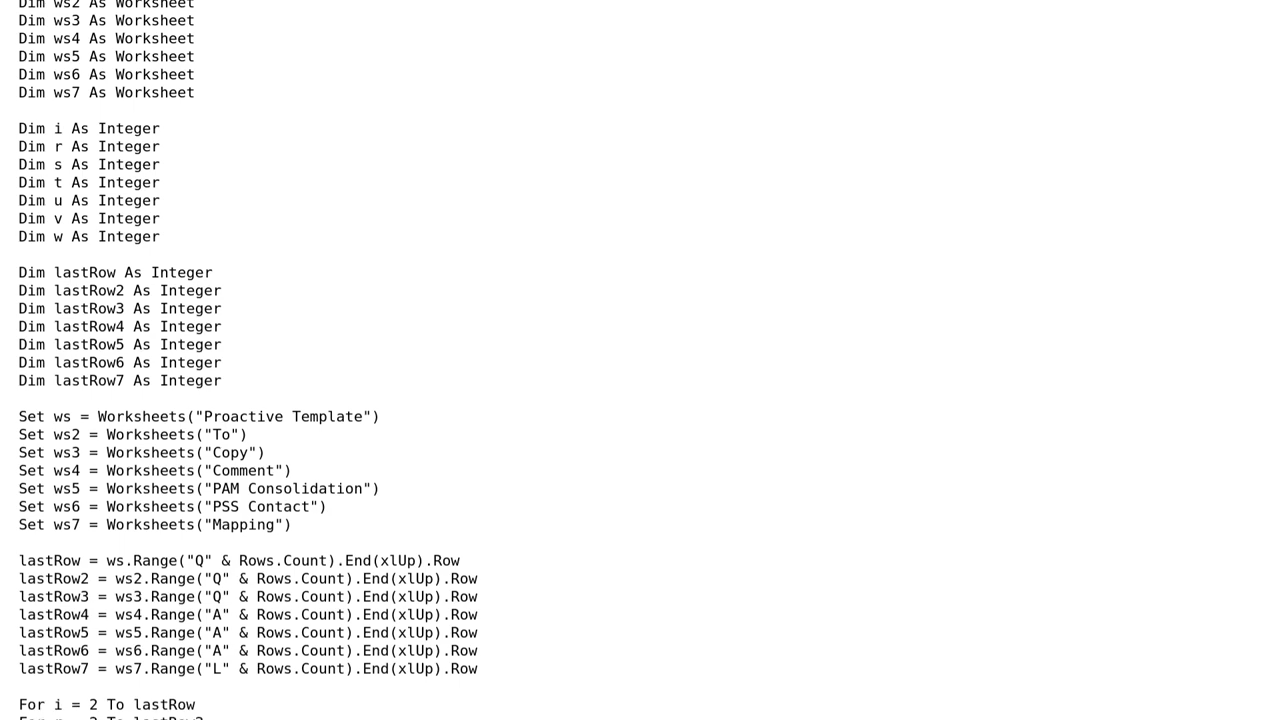 Dim ws2 As Worksheet
Dim ws3 As Worksheet
Dim ws4 As Worksheet
Dim ws5 As Worksheet
Dim ws6 As Worksheet
Dim ws7 As Worksheet
Dim i As Integer
Dim r As Integer
Dim s As Integer
Dim t As Integer
Dim u As Integer
Dim v As Integer
Dim w As Integer
Dim lastRow As Integer
Dim lastRow2 As Integer
Dim lastRow3 As Integer
Dim lastRow4 As Integer
Dim lastRow5 As Integer
Dim lastRow6 As Integer
Dim lastRow7 As Integer
Set ws = Worksheets("Proactive Template")
Set ws2 = Worksheets("To")
Set ws3 = Worksheets("Copy")
Set ws4 = Worksheets("Comment")
Set ws5 = Worksheets("PAM Consolidation")
Set ws6 = Worksheets("PSS Contact")
Set ws7 = Worksheets("Mapping")
lastRow = ws.Range("Q" & Rows.Count).End(xlUp).Row
lastRow2 = ws2.Range("Q" & Rows.Count).End(xlUp).Row
lastRow3 = ws3.Range("Q" & Rows.Count).End(xlUp).Row
lastRow4 = ws4.Range("A" & Rows.Count).End(xlUp).Row
lastRow5 = ws5.Range("A" & Rows.Count).End(xlUp).Row
lastRow6 = ws6.Range("A" & Rows.Count).End(xlUp).Row
lastRow7 = ws7.Range("L" & Rows.Count).End(xlUp).Row
For i = 2 To lastRow